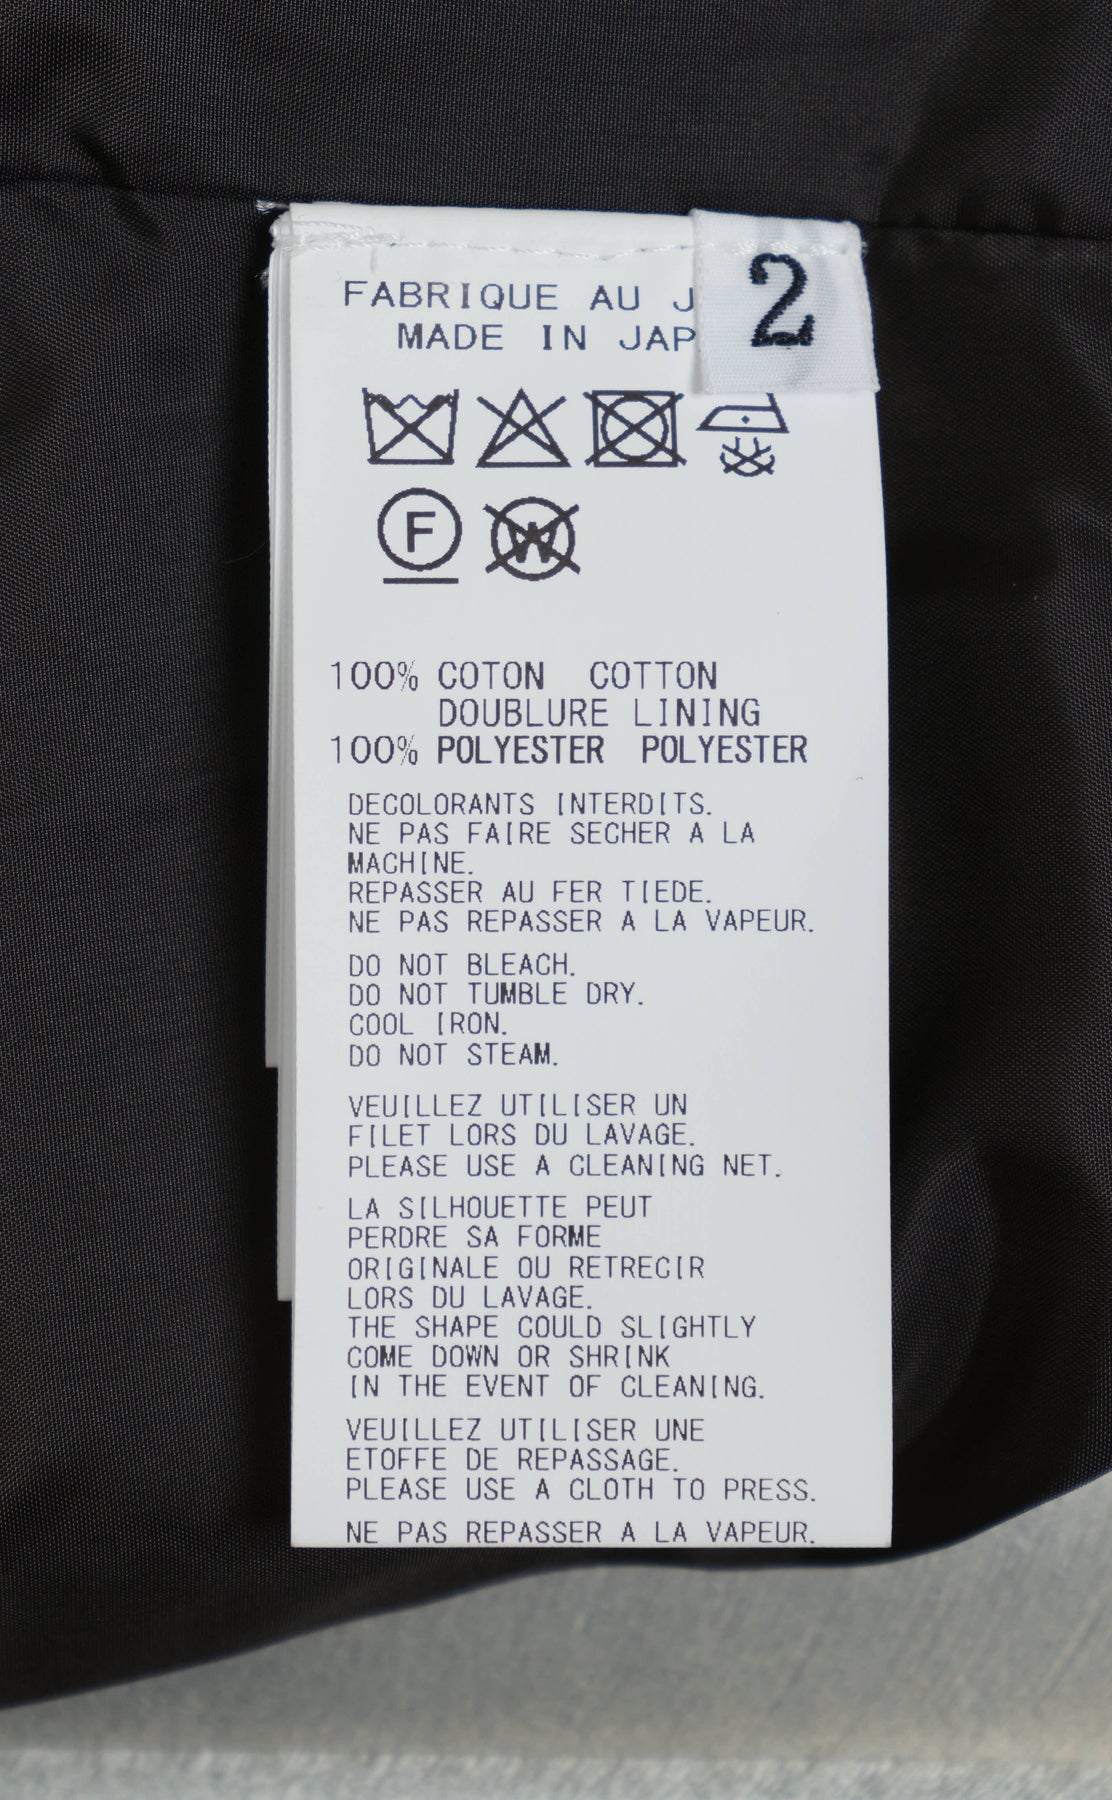 FABRIQUE AU J
2
MADE IN JAP
F
W
100% COTON COTTON
DOUBLURE LINING
100% POLYESTER POLYESTER
DECOLORANTS INTERDITS.
NE PAS FAIRE SECHER A LA
MACHINE.
REPASSER AU FER TIEDE.
NE PAS REPASSER A LA VAPEUR.
DO NOT BLEACH.
DO NOT TUMBLE DRY.
COOL IRON.
DO NOT STEAM.
VEUILLEZ UTILISER UN
FILET LORS DU LAVAGE.
PLEASE USE A CLEANING NET.
LA SILHOUETTE PEUT
PERDRE SA FORME
ORIGINALE OU RETRECIR
LORS DU LAVAGE.
THE SHAPE COULD SLIGHTLY
COME DOWN OR SHRINK
IN THE EVENT OF CLEANING.
VEUILLEZ UTILISER UNE
ETOFFE DE REPASSAGE.
PLEASE USE A CLOTH TO PRESS.
NE PAS REPASSER A LA VAPEUR.